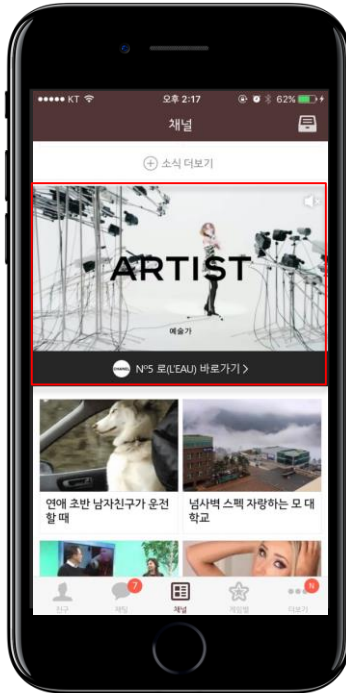 KT
오후 2:17
62%
채널
소식 더보기
ARTIST
예술가
CHANEL
Nº5 로(L'EAU) 바로가기 >
연애 초반 남자친구가 운전
할 때
넘사벽 스펙 자랑하는 모 대
학교
7
N
친구
채팅
채널
게임별
더보기